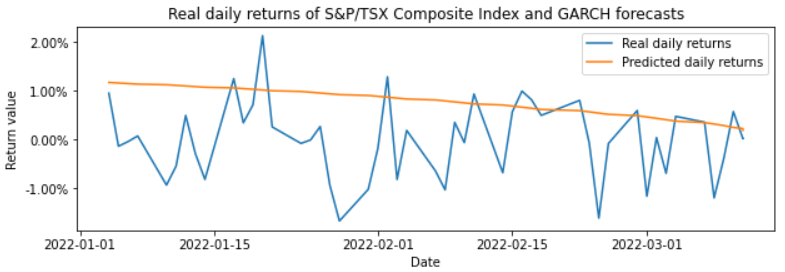 Real daily returns of S&P/TSX Composite Index and GARCH forecasts
Real daily returns
Predicted daily returns
2.00%
1.00%
0.00%
-1.00%
Return value
2022-01-01
2022-01-15
2022-02-01
2022-02-15
2022-03-01
Date